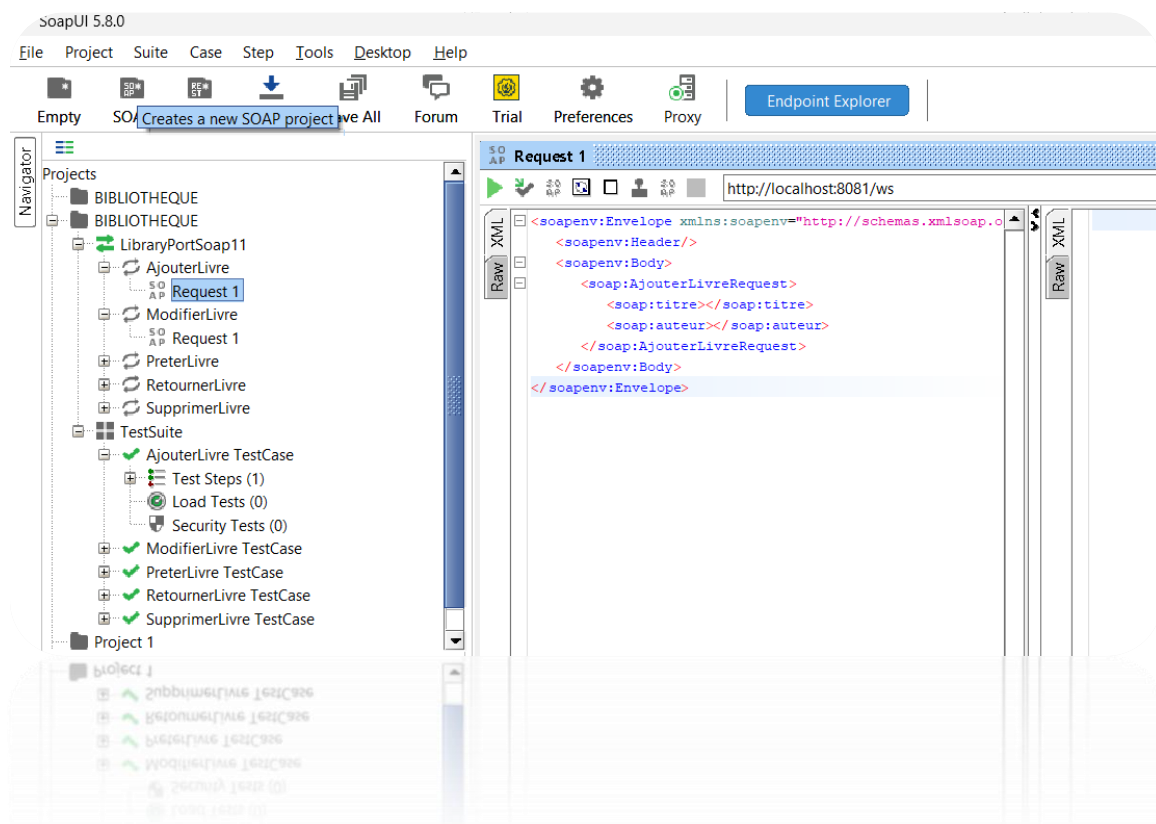 SoapUI 5.8.0
File Project Suite Case Step Tools Desktop Help
Empty SOAP Creates a new SOAP project Save All Forum Trial Preferences Proxy Endpoint Explorer
Navigator
Projects
BIBLIOTHEQUE
BIBLIOTHEQUE
LibraryPortSoap11
AjouterLivre
SOAP Request 1
ModifierLivre
SOAP Request 1
PreterLivre
RetournerLivre
SupprimerLivre
TestSuite
AjouterLivre TestCase
Test Steps (1)
Load Tests (0)
Security Tests (0)
ModifierLivre TestCase
PreterLivre TestCase
RetournerLivre TestCase
SupprimerLivre TestCase
Project 1
SOAP Request 1
http://localhost:8081/ws
XML
Raw
<soapenv:Envelope xmlns:soapenv="http://schemas.xmlsoap.o
<soapenv:Header/>
<soapenv:Body>
<soap:AjouterLivreRequest>
<soap:titre></soap:titre>
<soap:auteur></soap:auteur>
</soap:AjouterLivreRequest>
</soapenv:Body>
</soapenv:Envelope>
XML
Raw